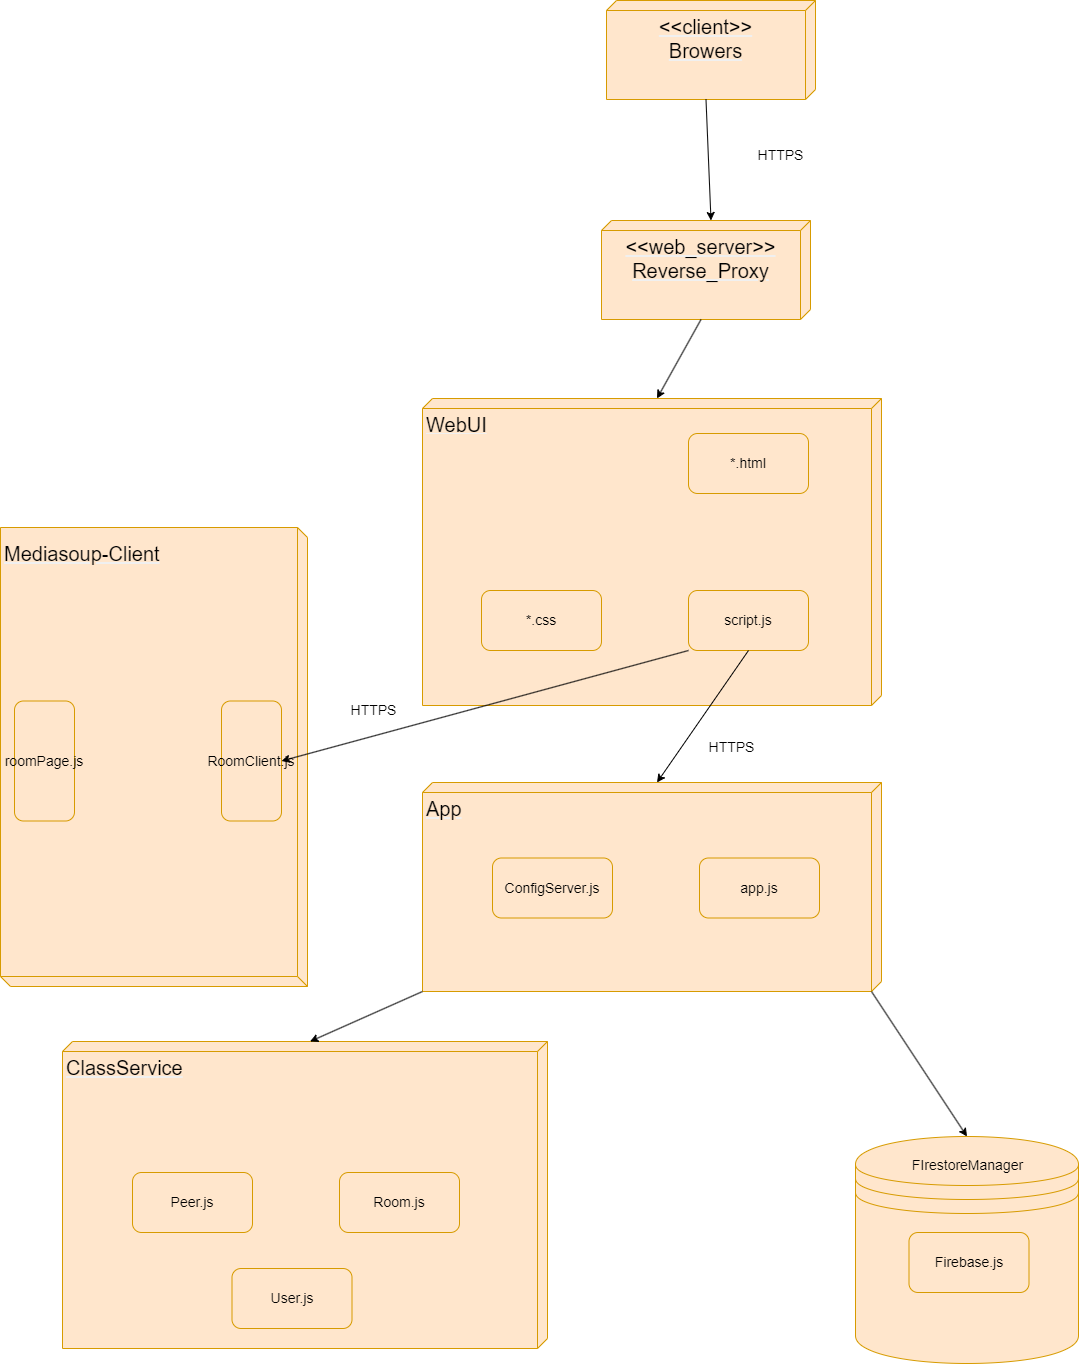 <<client>>
Browers
HTTPS
<<web_server>>
Reverse_Proxy
WebUI
*.html
*.css
script.js
Mediasoup-Client
roomPage.js
RoomClient.js
HTTPS
HTTPS
App
ConfigServer.js
app.js
ClassService
Peer.js
Room.js
User.js
FIrestoreManager
Firebase.js